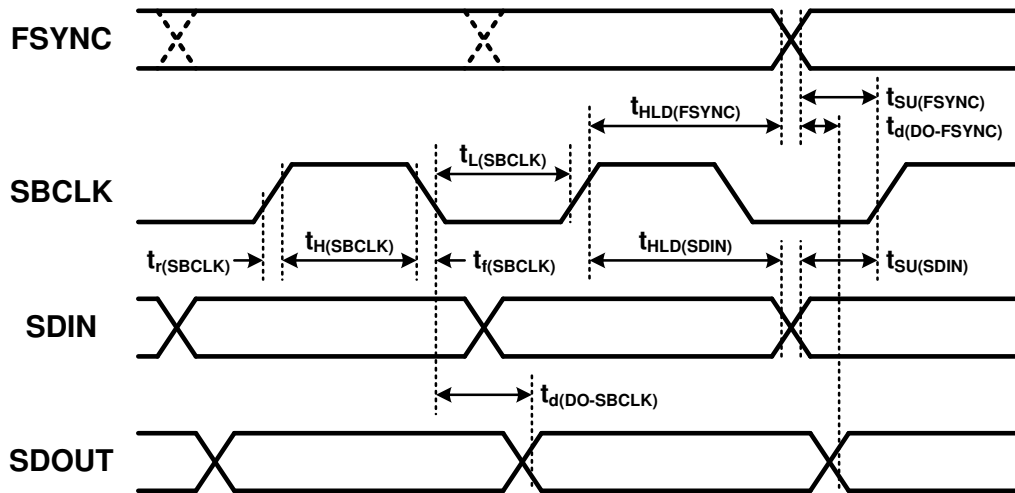 FSYNC
tSU(FSYNC)
tHLD(FSYNC)
td(DO-FSYNC)
tL(SBCLK)
SBCLK
tHLD(SDIN)
tr(SBCLK)
tH(SBCLK)
tf(SBCLK)
tSU(SDIN)
SDIN
td(DO-SBCLK)
SDOUT